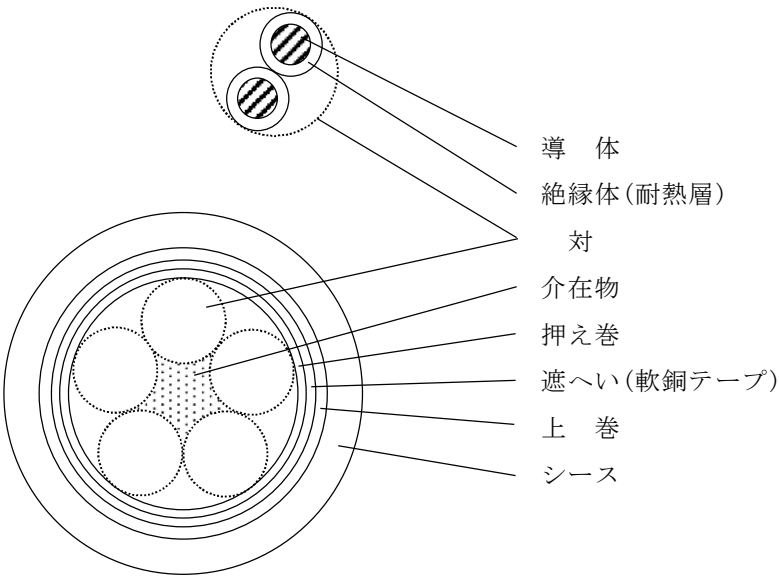 導　体
絶縁体(耐熱層)
対
介在物
押え巻
遮へい(軟銅テープ)
上　巻
シース